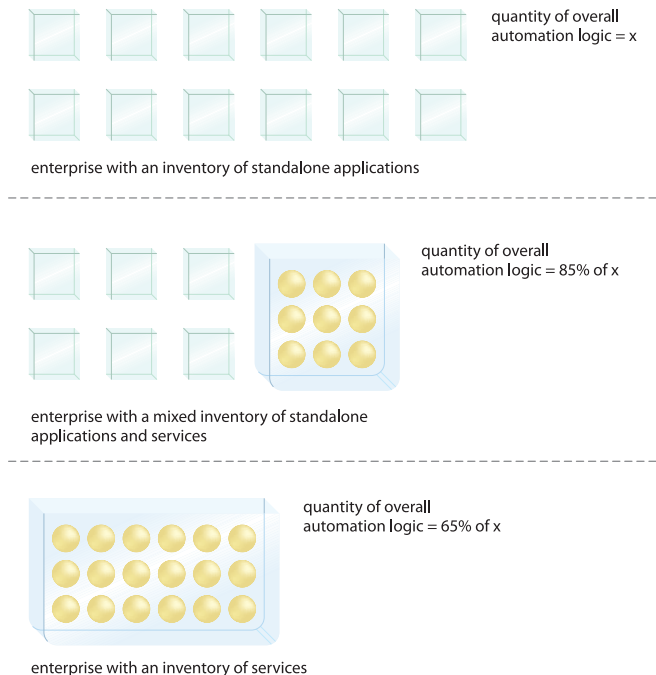 quantity of overall
automation logic = x
enterprise with an inventory of standalone applications
quantity of overall
automation logic = 85% of x
enterprise with a mixed inventory of standalone
applications and services
quantity of overall
automation logic = 65% of x
enterprise with an inventory of services